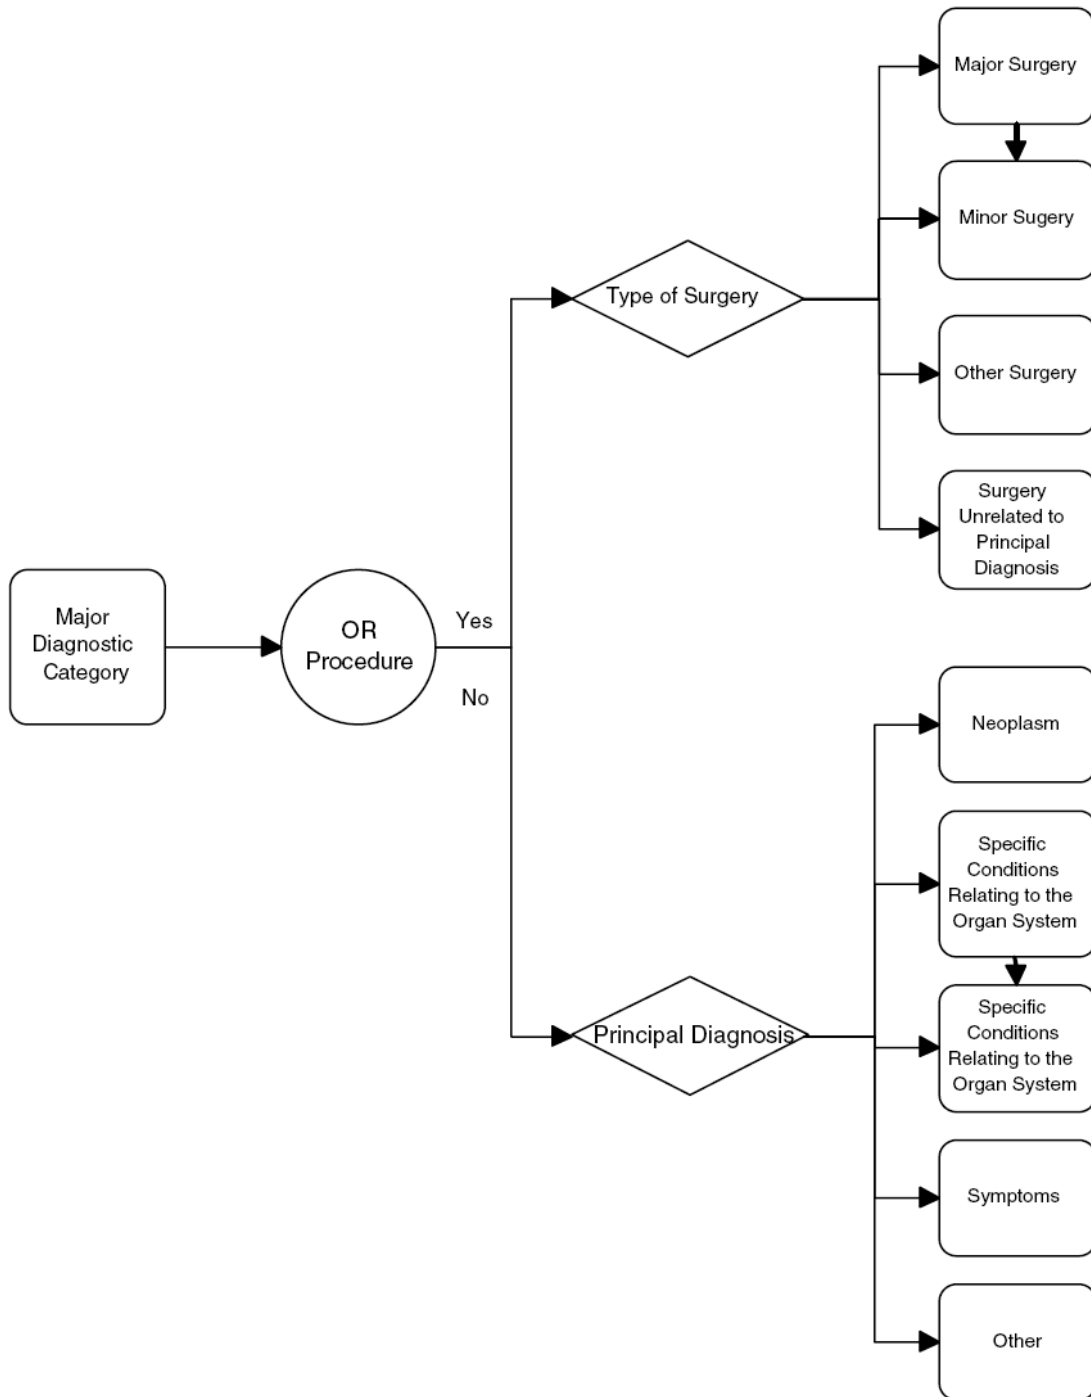 Major Surgery
Minor Sugery
Type of Surgery
Other Surgery
Surgery
Unrelated to
Principal
Diagnosis
Major
Diagnostic
Category
OR
Procedure
Yes
No
Neoplasm
Specific
Conditions
Relating to the
Organ System
Principal Diagnosis
Specific
Conditions
Relating to the
Organ System
Symptoms
Other